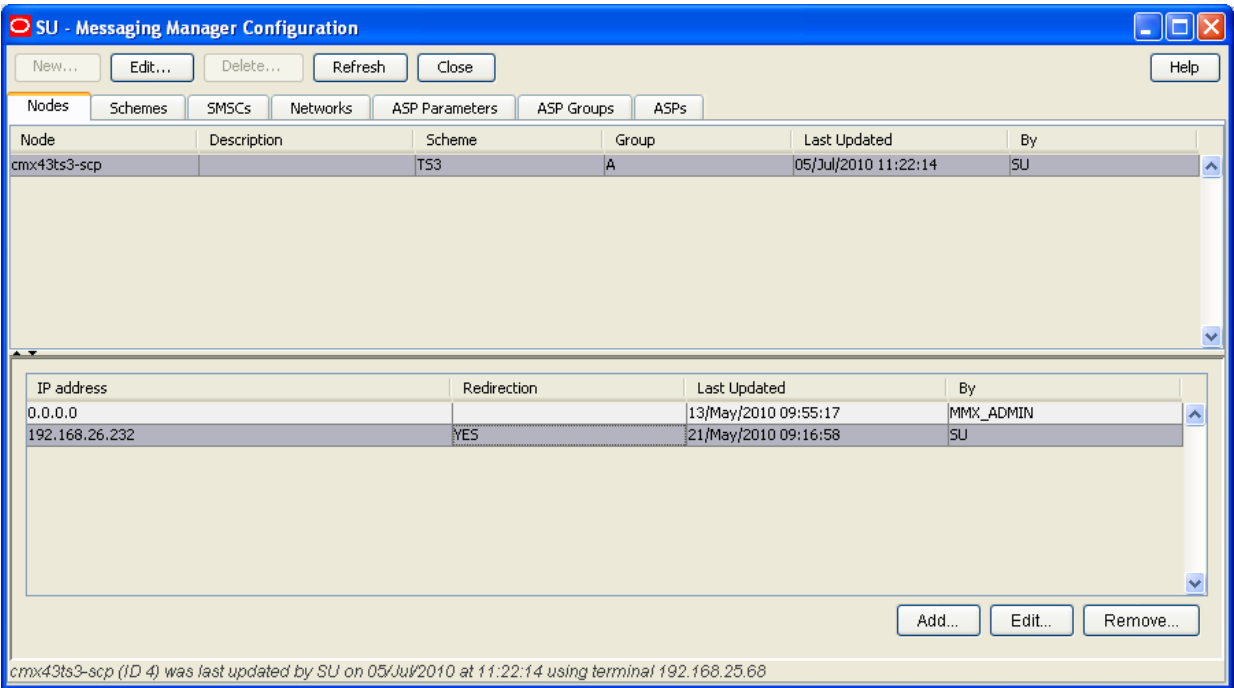 SU - Messaging Manager Configuration
New... Edit... Delete... Refresh Close Help
Nodes Schemes SMSCs Networks ASP Parameters ASP Groups ASPs
Node Description Scheme Group Last Updated By
cmx43ts3-scp TS3 A 05/Jul/2010 11:22:14 SU
IP address Redirection Last Updated By
0.0.0.0 13/May/2010 09:55:17 MMX_ADMIN
192.168.26.232 YES 21/May/2010 09:16:58 SU
Add... Edit... Remove...
cmx43ts3-scp (ID 4) was last updated by SU on 05/Jul/2010 at 11:22:14 using terminal 192.168.25.68